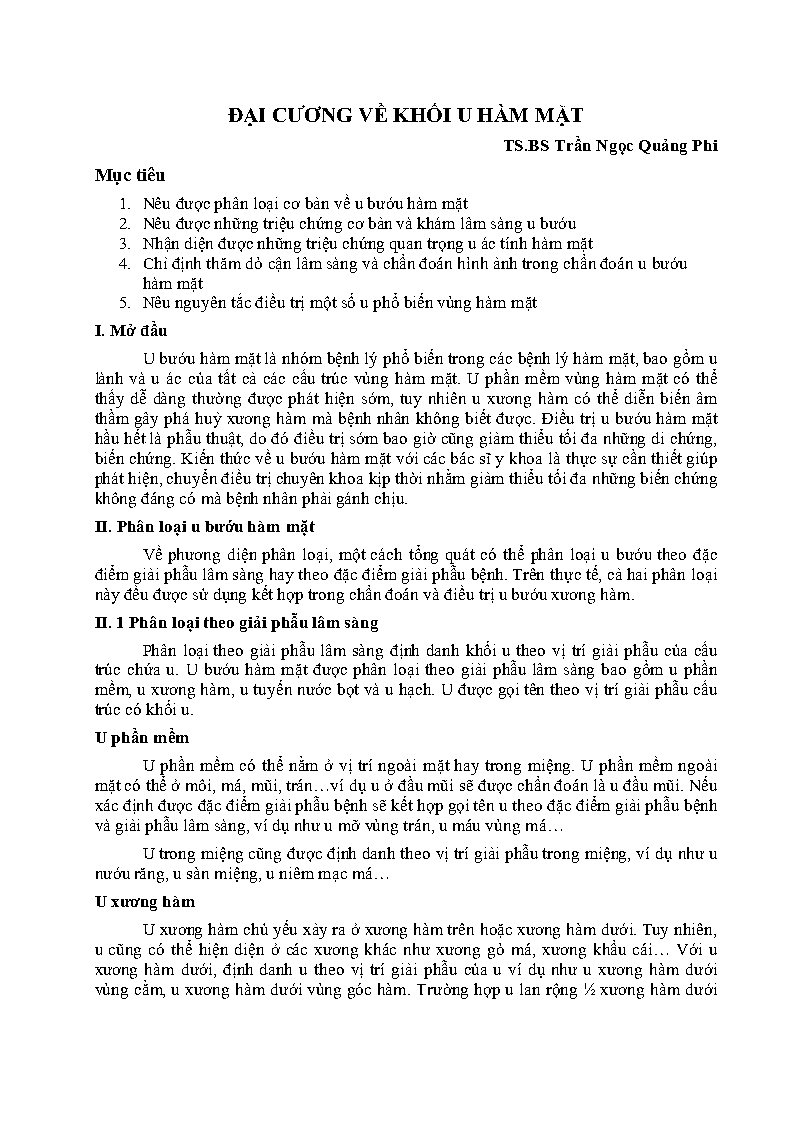 ĐẠI CƯƠNG VỀ KHỐI U HÀM MẶT
TS.BS Trần Ngọc Quảng Phi
Mục tiêu
1. Nêu được phân loại cơ bản về u bướu hàm mặt
2. Nêu được những triệu chứng cơ bản và khám lâm sàng u bướu
3. Nhận diện được những triệu chứng quan trọng u ác tính hàm mặt
4. Chỉ định thăm dò cận lâm sàng và chẩn đoán hình ảnh trong chẩn đoán u bướu
hàm mặt
5. Nêu nguyên tắc điều trị một số u phổ biến vùng hàm mặt
I. Mở đầu
U bướu hàm mặt là nhóm bệnh lý phổ biến trong các bệnh lý hàm mặt, bao gồm u
lành và u ác của tất cả các cấu trúc vùng hàm mặt. U phần mềm vùng hàm mặt có thể
thấy dễ dàng thường được phát hiện sớm, tuy nhiên u xương hàm có thể diễn biến âm
thầm gây phá huỷ xương hàm mà bệnh nhân không biết được. Điều trị u bướu hàm mặt
hầu hết là phẫu thuật, do đó điều trị sớm bao giờ cũng giảm thiểu tối đa những di chứng,
biến chứng. Kiến thức về u bướu hàm mặt với các bác sĩ y khoa là thực sự cần thiết giúp
phát hiện, chuyển điều trị chuyên khoa kịp thời nhằm giảm thiểu tối đa những biến chứng
không đáng có mà bệnh nhân phải gánh chịu.
II. Phân loại u bướu hàm mặt
Về phương diện phân loại, một cách tổng quát có thể phân loại u bướu theo đặc
điểm giải phẫu lâm sàng hay theo đặc điểm giải phẫu bệnh. Trên thực tế, cả hai phân loại
này đều được sử dụng kết hợp trong chẩn đoán và điều trị u bướu xương hàm.
II. 1 Phân loại theo giải phẫu lâm sàng
Phân loại theo giải phẫu lâm sàng định danh khối u theo vị trí giải phẫu của cấu
trúc chứa u. U bướu hàm mặt được phân loại theo giải phẫu lâm sàng bao gồm u phần
mềm, u xương hàm, u tuyến nước bọt và u hạch. U được gọi tên theo vị trí giải phẫu cấu
trúc có khối u.
U phần mềm
U phần mềm có thể nằm ở vị trí ngoài mặt hay trong miệng. U phần mềm ngoài
mặt có thể ở môi, má, mũi, trán…ví dụ u ở đầu mũi sẽ được chẩn đoán là u đầu mũi. Nếu
xác định được đặc điểm giải phẫu bệnh sẽ kết hợp gọi tên u theo đặc điểm giải phẫu bệnh
và giải phẫu lâm sàng, ví dụ như u mỡ vùng trán, u máu vùng má…
U trong miệng cũng được định danh theo vị trí giải phẫu trong miệng, ví dụ như u
nướu răng, u sàn miệng, u niêm mạc má…
U xương hàm
U xương hàm chủ yếu xảy ra ở xương hàm trên hoặc xương hàm dưới. Tuy nhiên,
u cũng có thể hiện diện ở các xương khác như xương gò má, xương khẩu cái… Với u
xương hàm dưới, định danh u theo vị trí giải phẫu của u ví dụ như u xương hàm dưới
vùng cằm, u xương hàm dưới vùng góc hàm. Trường hợp u lan rộng ½ xương hàm dưới